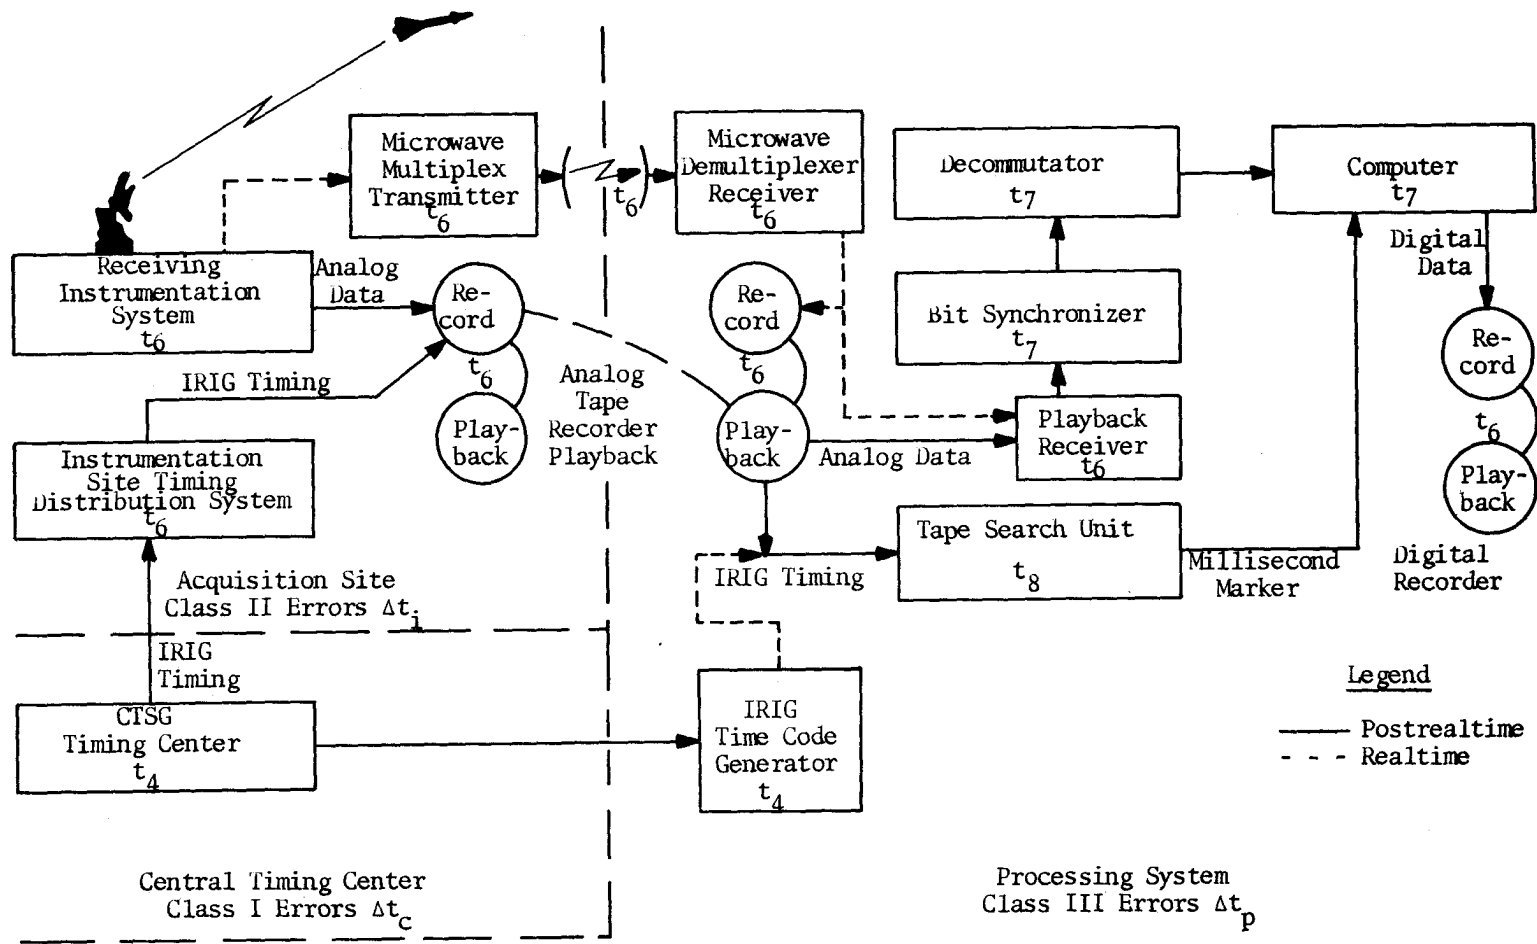 Microwave
Multiplex
Transmitter
t6
t6
Microwave
Demultiplexer
Receiver
t6
Decommutator
t7
Computer
t7
Receiving
Instrumentation
System
t6
Analog
Data
Re-
cord
t6
Play-
back
Analog
Tape
Recorder
Playback
Re-
cord
t6
Play-
back
Analog Data
Bit Synchronizer
t7
Playback
Receiver
t6
Digital
Data
Re-
cord
t6
Play-
back
Digital
Recorder
IRIG Timing
Instrumentation
Site Timing
Distribution System
t6
IRIG Timing
Tape Search Unit
t8
Millisecond
Marker
Acquisition Site
Class II Errors Δti
IRIG
Timing
CTSG
Timing Center
t4
IRIG
Time Code
Generator
t4
Legend
Postrealtime
Realtime
Central Timing Center
Class I Errors Δtc
Processing System
Class III Errors Δtp